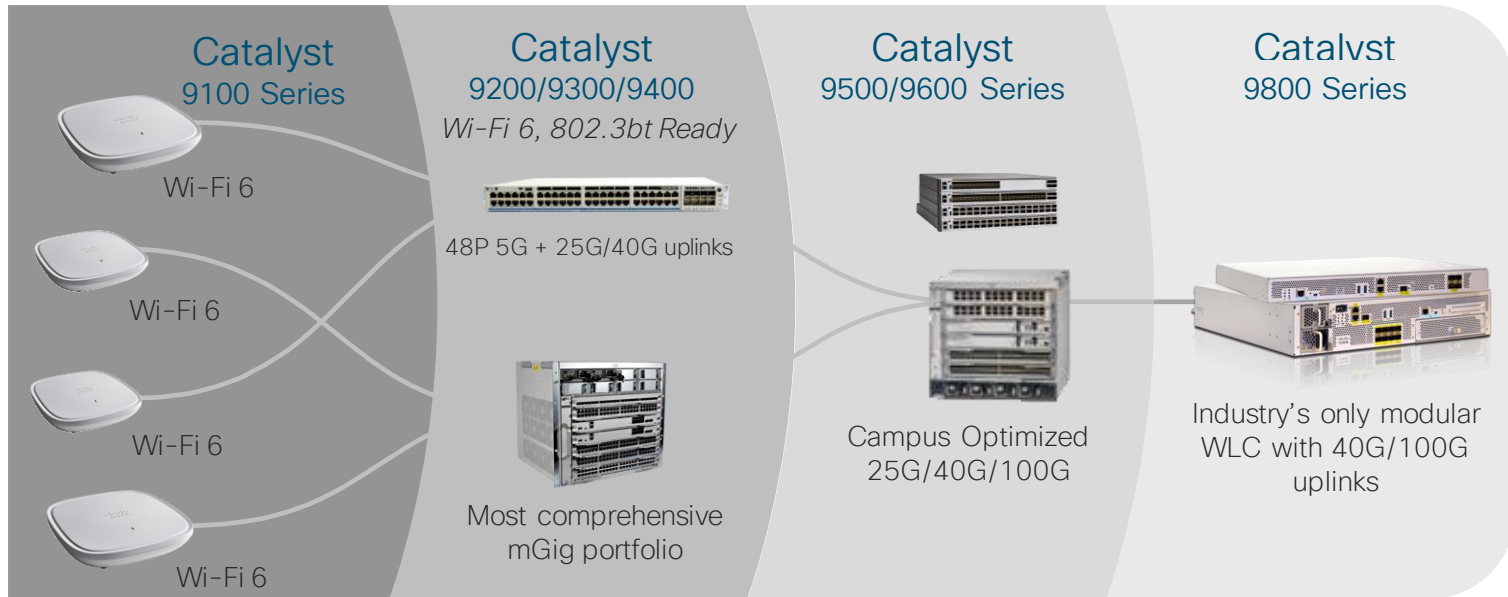 Catalyst
9100 Series
Wi-Fi 6
Wi-Fi 6
Wi-Fi 6
Wi-Fi 6
Catalyst
9200/9300/9400
Wi-Fi 6, 802.3bt Ready
48P 5G + 25G/40G uplinks
Most comprehensive
mGig portfolio
Catalyst
9500/9600 Series
Campus Optimized
25G/40G/100G
Catalyst
9800 Series
Industry's only modular
WLC with 40G/100G
uplinks